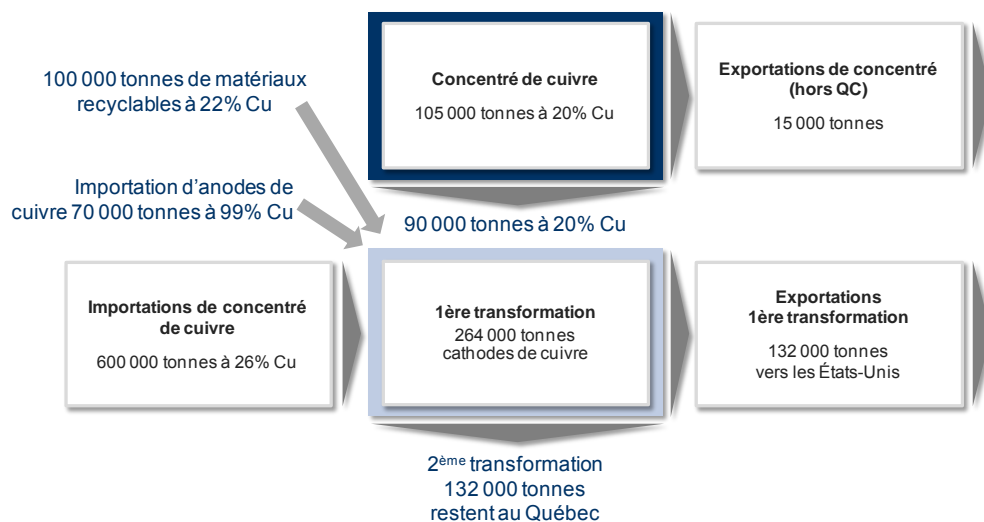 100 000 tonnes de matériaux
recyclables à 22% Cu
Concentré de cuivre
105 000 tonnes à 20% Cu
Exportations de concentré
(hors QC)
15 000 tonnes
Importation d’anodes de
cuivre 70 000 tonnes à 99% Cu
90 000 tonnes à 20% Cu
Importations de concentré
de cuivre
600 000 tonnes à 26% Cu
1ère transformation
264 000 tonnes
cathodes de cuivre
Exportations
1ère transformation
132 000 tonnes
vers les États-Unis
2ème transformation
132 000 tonnes
restent au Québec